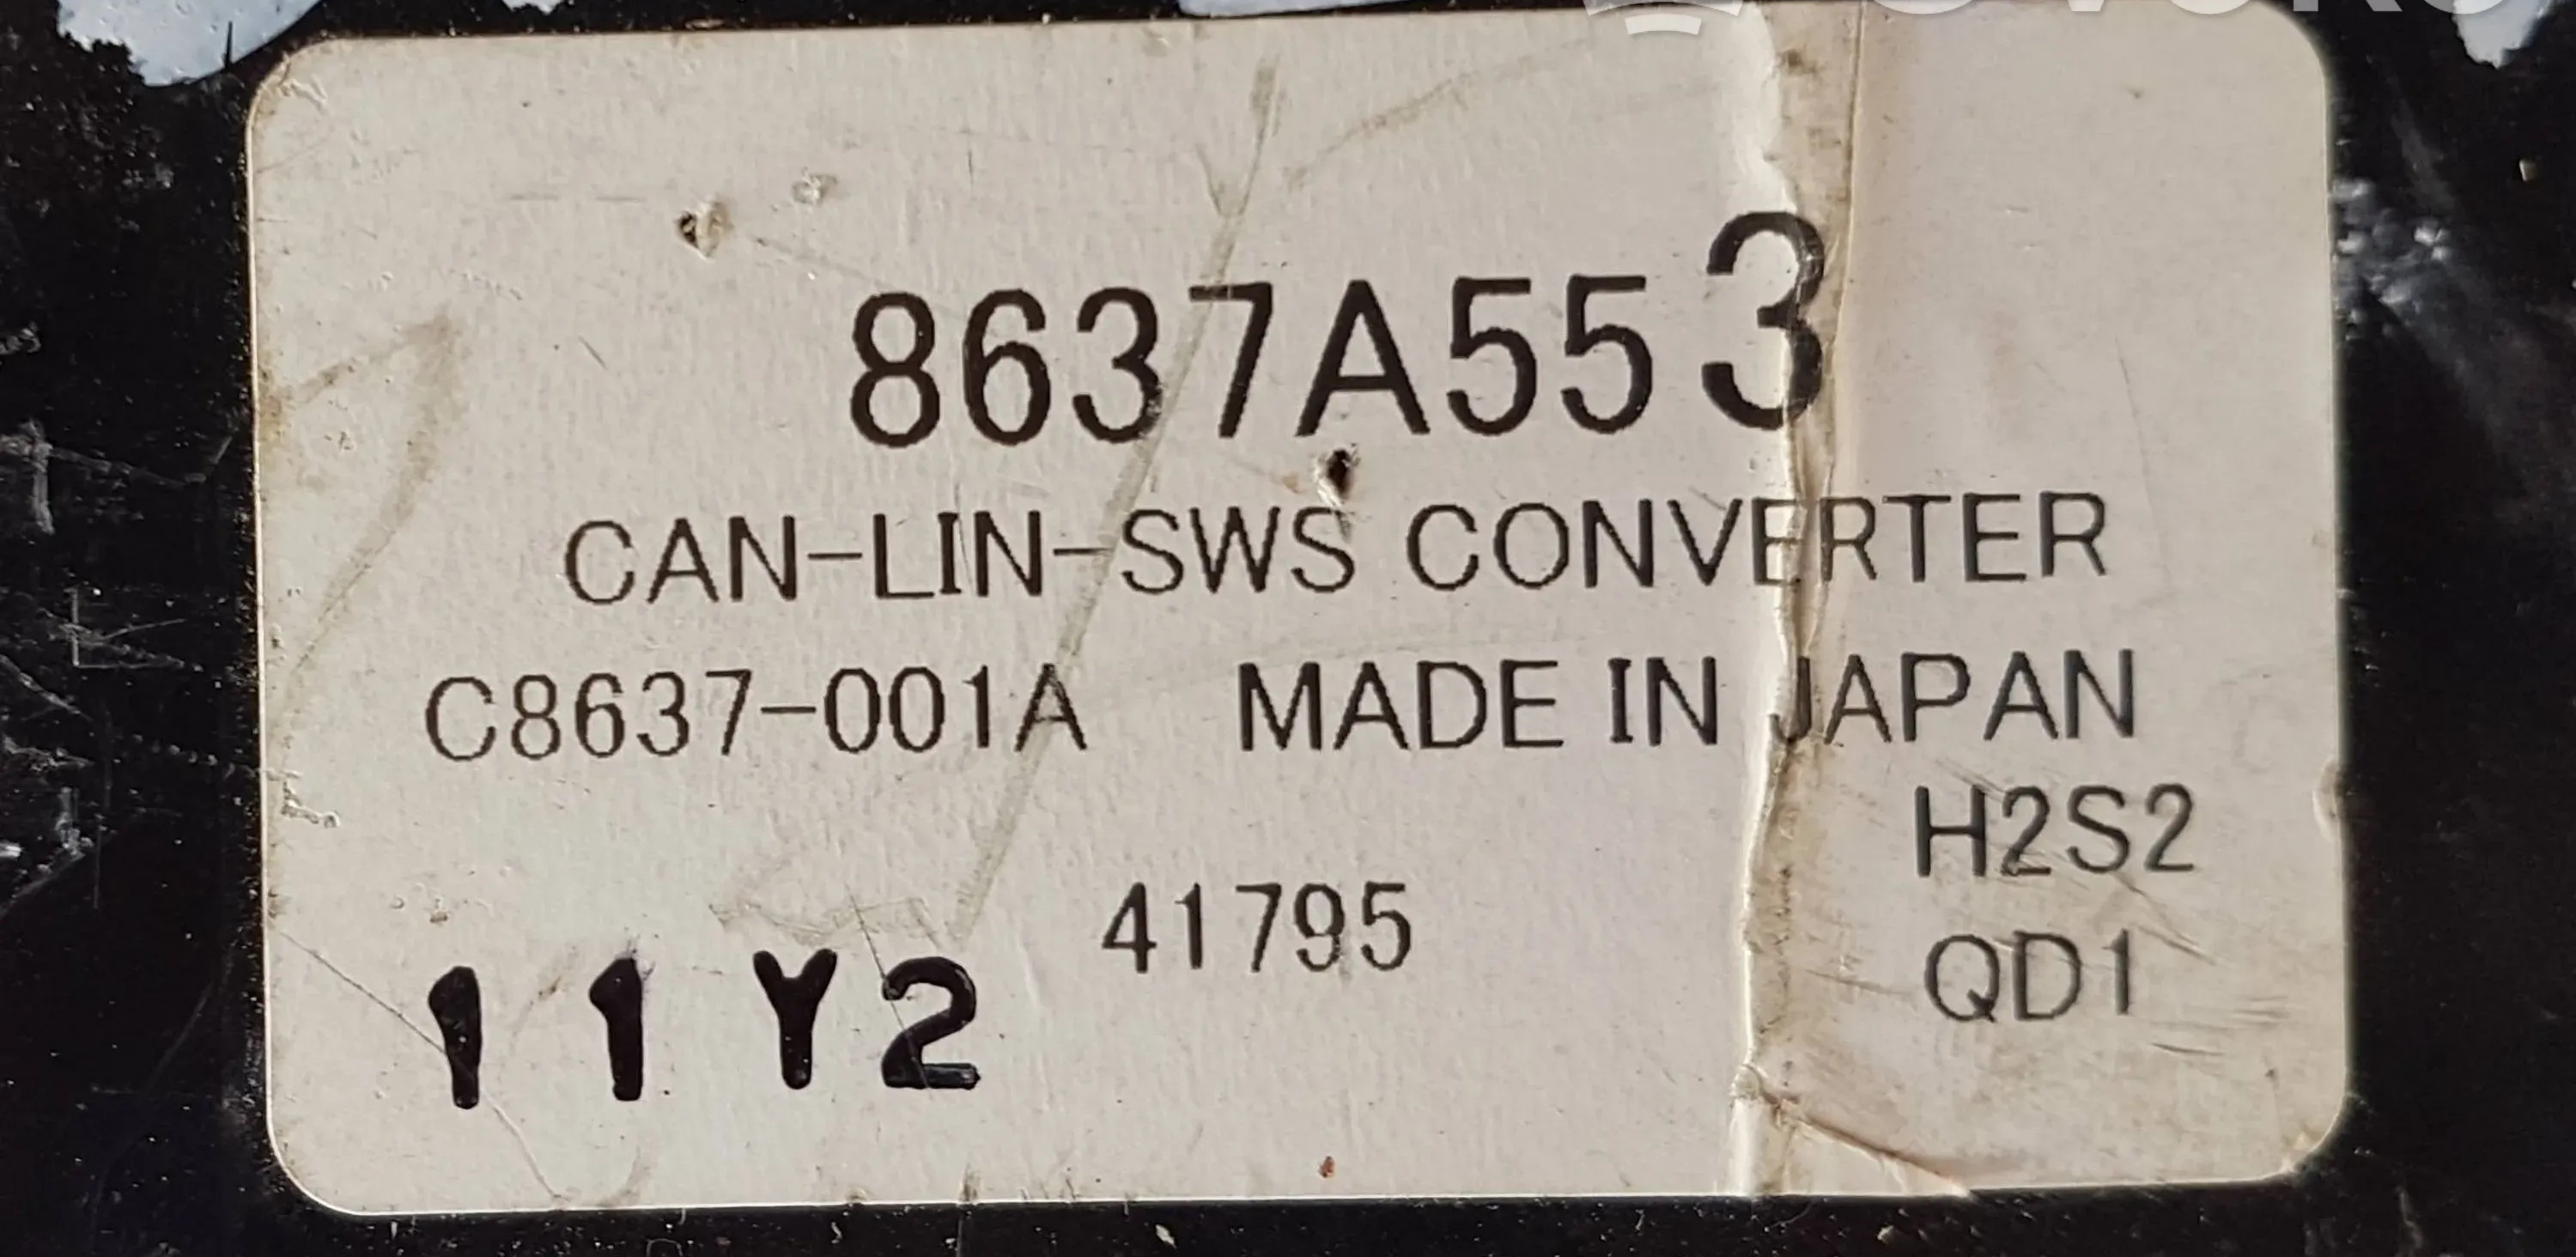 8637A553
CAN-LIN-SWS CONVERTER
C8637-001A MADE IN JAPAN
H2S2
41795
QD1
11Y2